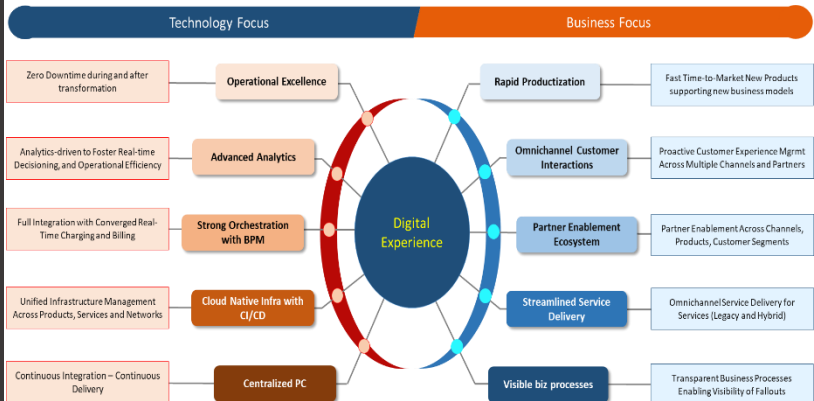 Technology Focus
Business Focus
Zero Downtime during and after
transformation
Operational Excellence
Rapid Productization
Fast Time-to-Market New Products
supporting new business models
Analytics-driven to Foster Real-time
Decisioning, and Operational Efficiency
Advanced Analytics
Omnichannel Customer
Interactions
Proactive Customer Experience Mgrmt
Across Multiple Channels and Partners
Full Integration with Converged Real-
Time Charging and Billing
Strong Orchestration
with BPM
Digital
Experience
Partner Enablement
Ecosystem
Partner Enablement Across Channels,
Products, Customer Segments
Unified Infrastructure Management
Across Products, Services and Networks
Cloud Native Infra with
CI/CD
Streamlined Service
Delivery
Omnichannel Service Delivery for
Services (Legacy and Hybrid)
Continuous Integration – Continuous
Delivery
Centralized PC
Visible biz processes
Transparent Business Processes
Enabling Visibility of Fallouts